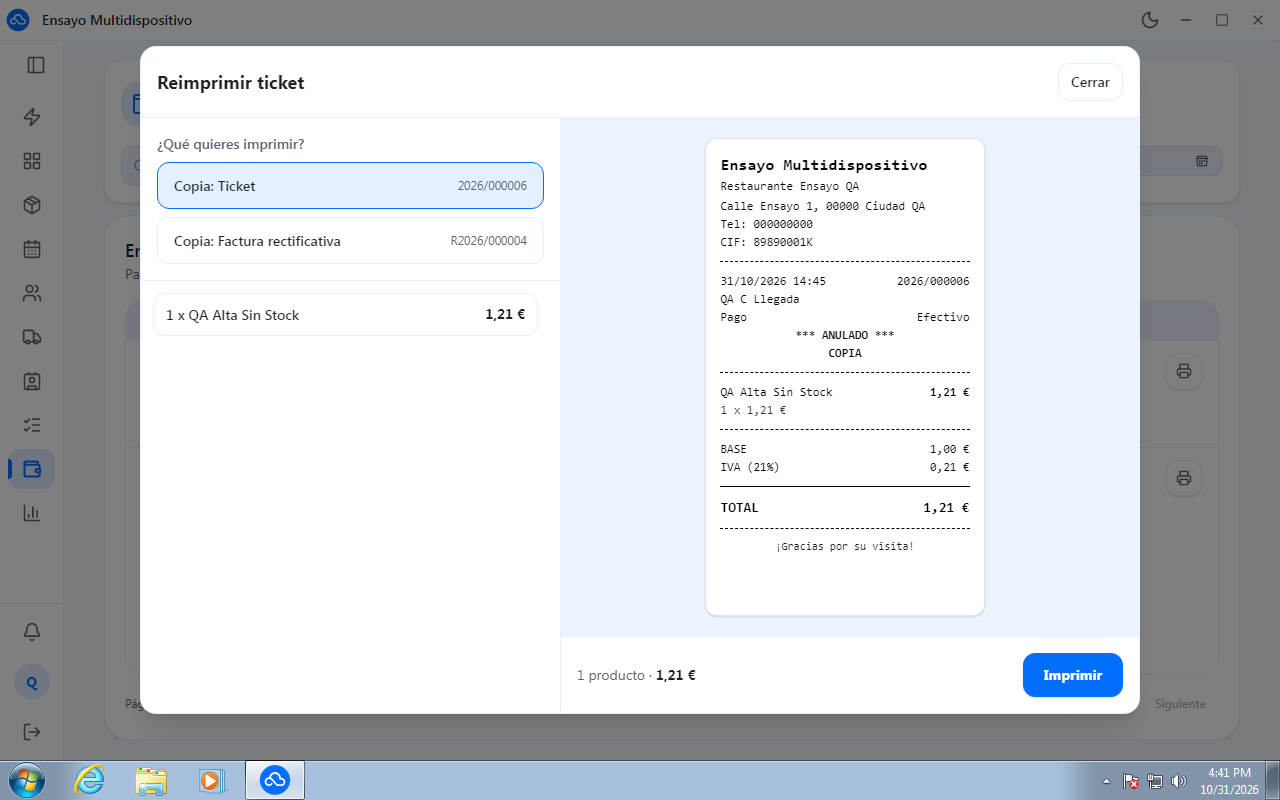 Ensayo Multidispositivo
Reimprimir ticket
Cerrar
¿Qué quieres imprimir?
Copia: Ticket 2026/000006
Copia: Factura rectificativa R2026/000004
1 x QA Alta Sin Stock 1,21 €
Ensayo Multidispositivo
Restaurante Ensayo QA
Calle Ensayo 1, 00000 Ciudad QA
Tel: 000000000
CIF: 89890001K
31/10/2026 14:45 2026/000006
QA C Llegada
Pago Efectivo
*** ANULADO ***
COPIA
QA Alta Sin Stock 1,21 €
1 x 1,21 €
BASE 1,00 €
IVA (21%) 0,21 €
TOTAL 1,21 €
¡Gracias por su visita!
1 producto · 1,21 €
Imprimir
Q
Siguiente
4:41 PM
10/31/2026